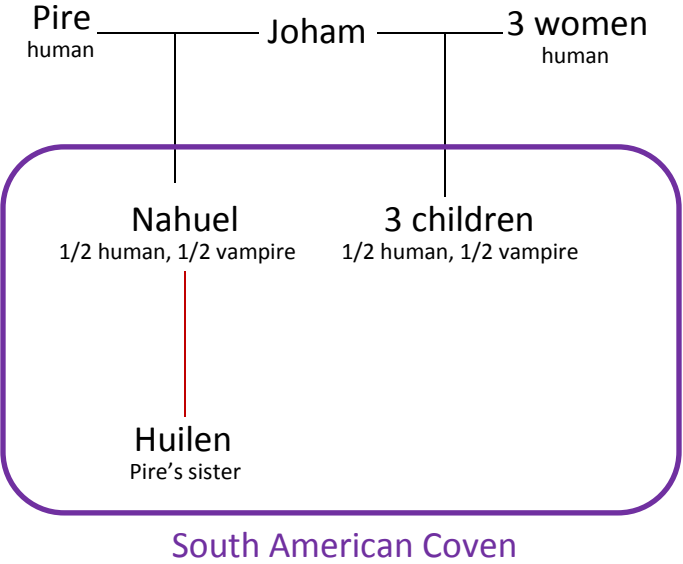 Pire
human
Joham
3 women
human
Nahuel
1/2 human, 1/2 vampire
3 children
1/2 human, 1/2 vampire
Huilen
Pire’s sister
South American Coven